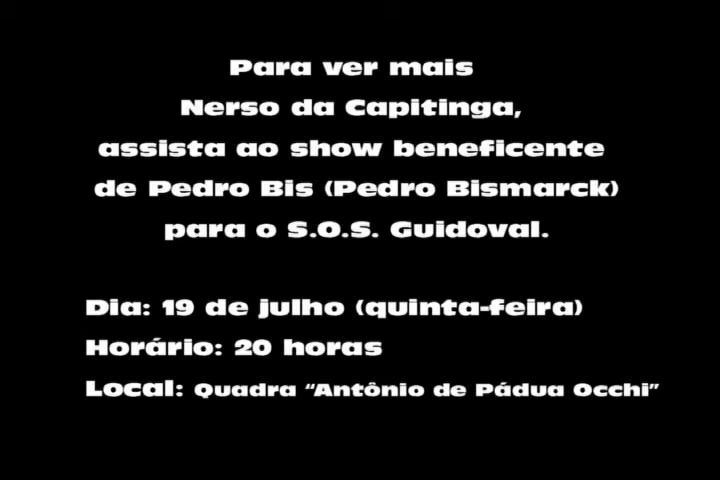 Para ver mais
Nerso da Capitinga,
assista ao show beneficente
de Pedro Bis (Pedro Bismarck)
para o S.O.S. Guidoval.
Dia: 19 de julho (quinta-feira)
Horário: 20 horas
Local: Quadra “Antônio de Pádua Occhi”